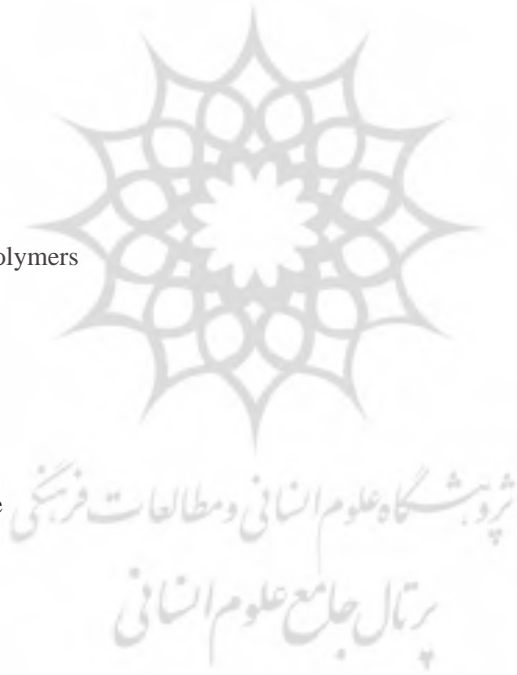 olymers
e
پژوهشگاه علوم انسانی و مطالعات فرهنگی
پرتال جامع علوم انسانی